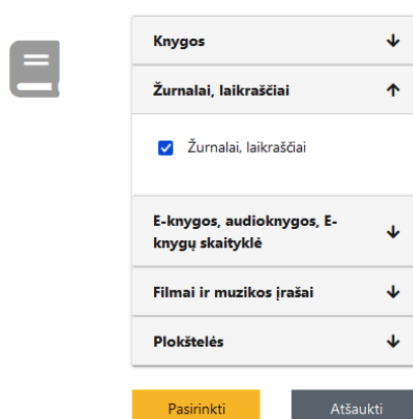 Knygos
Žurnalai, laikraščiai
Žurnalai, laikraščiai
E-knygos, audioknygos, E-
knygų skaityklė
Filmai ir muzikos įrašai
Plokštelės
Pasirinkti
Atšaukti